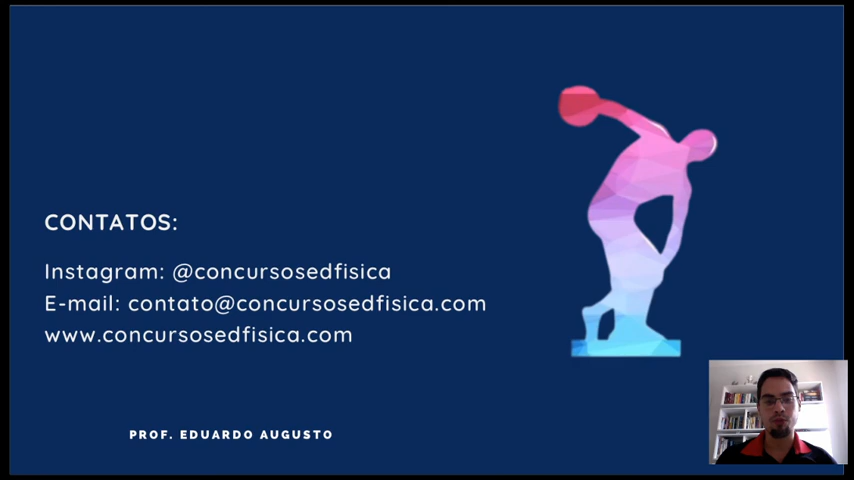 CONTATOS:
Instagram: @concursosedfisica
E-mail: contato@concursosedfisica.com
www.concursosedfisica.com
PROF. EDUARDO AUGUSTO